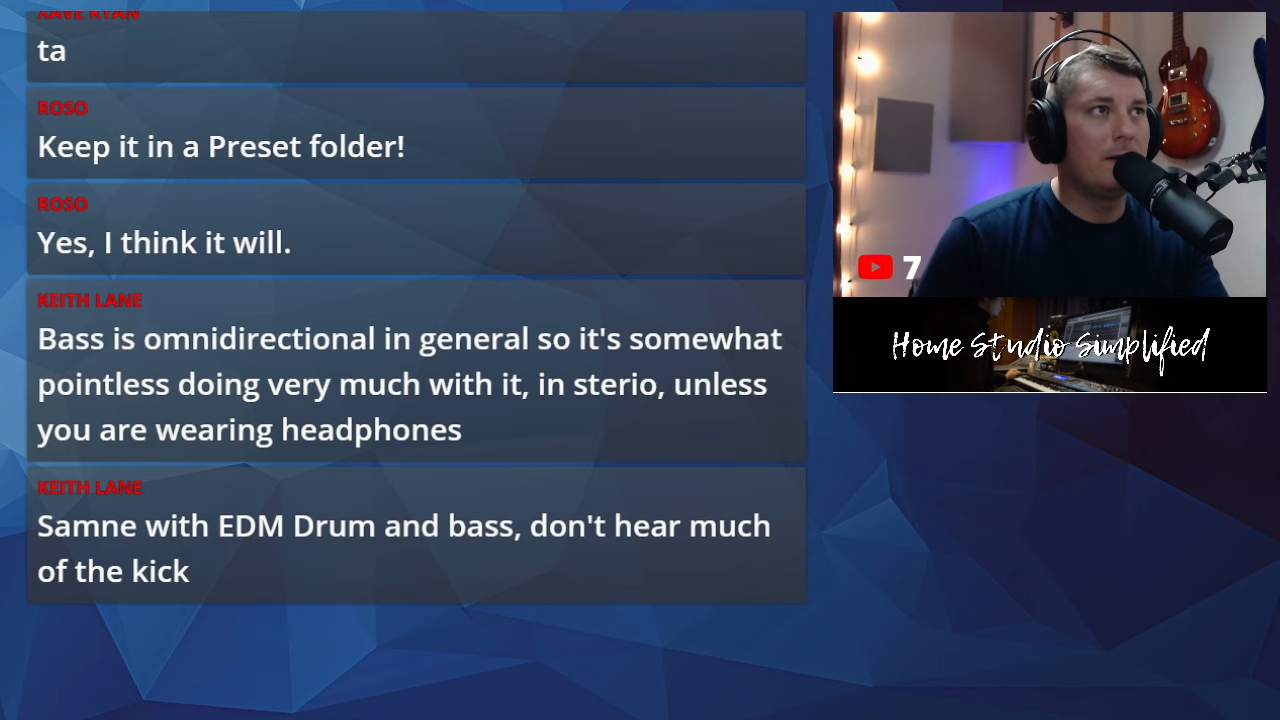 ta
ROSO
Keep it in a Preset folder!
ROSO
Yes, I think it will.
KEITH LANE
Bass is omnidirectional in general so it's somewhat
pointless doing very much with it, in sterio, unless
you are wearing headphones
KEITH LANE
Samne with EDM Drum and bass, don't hear much
of the kick
7
Home Studio Simplified